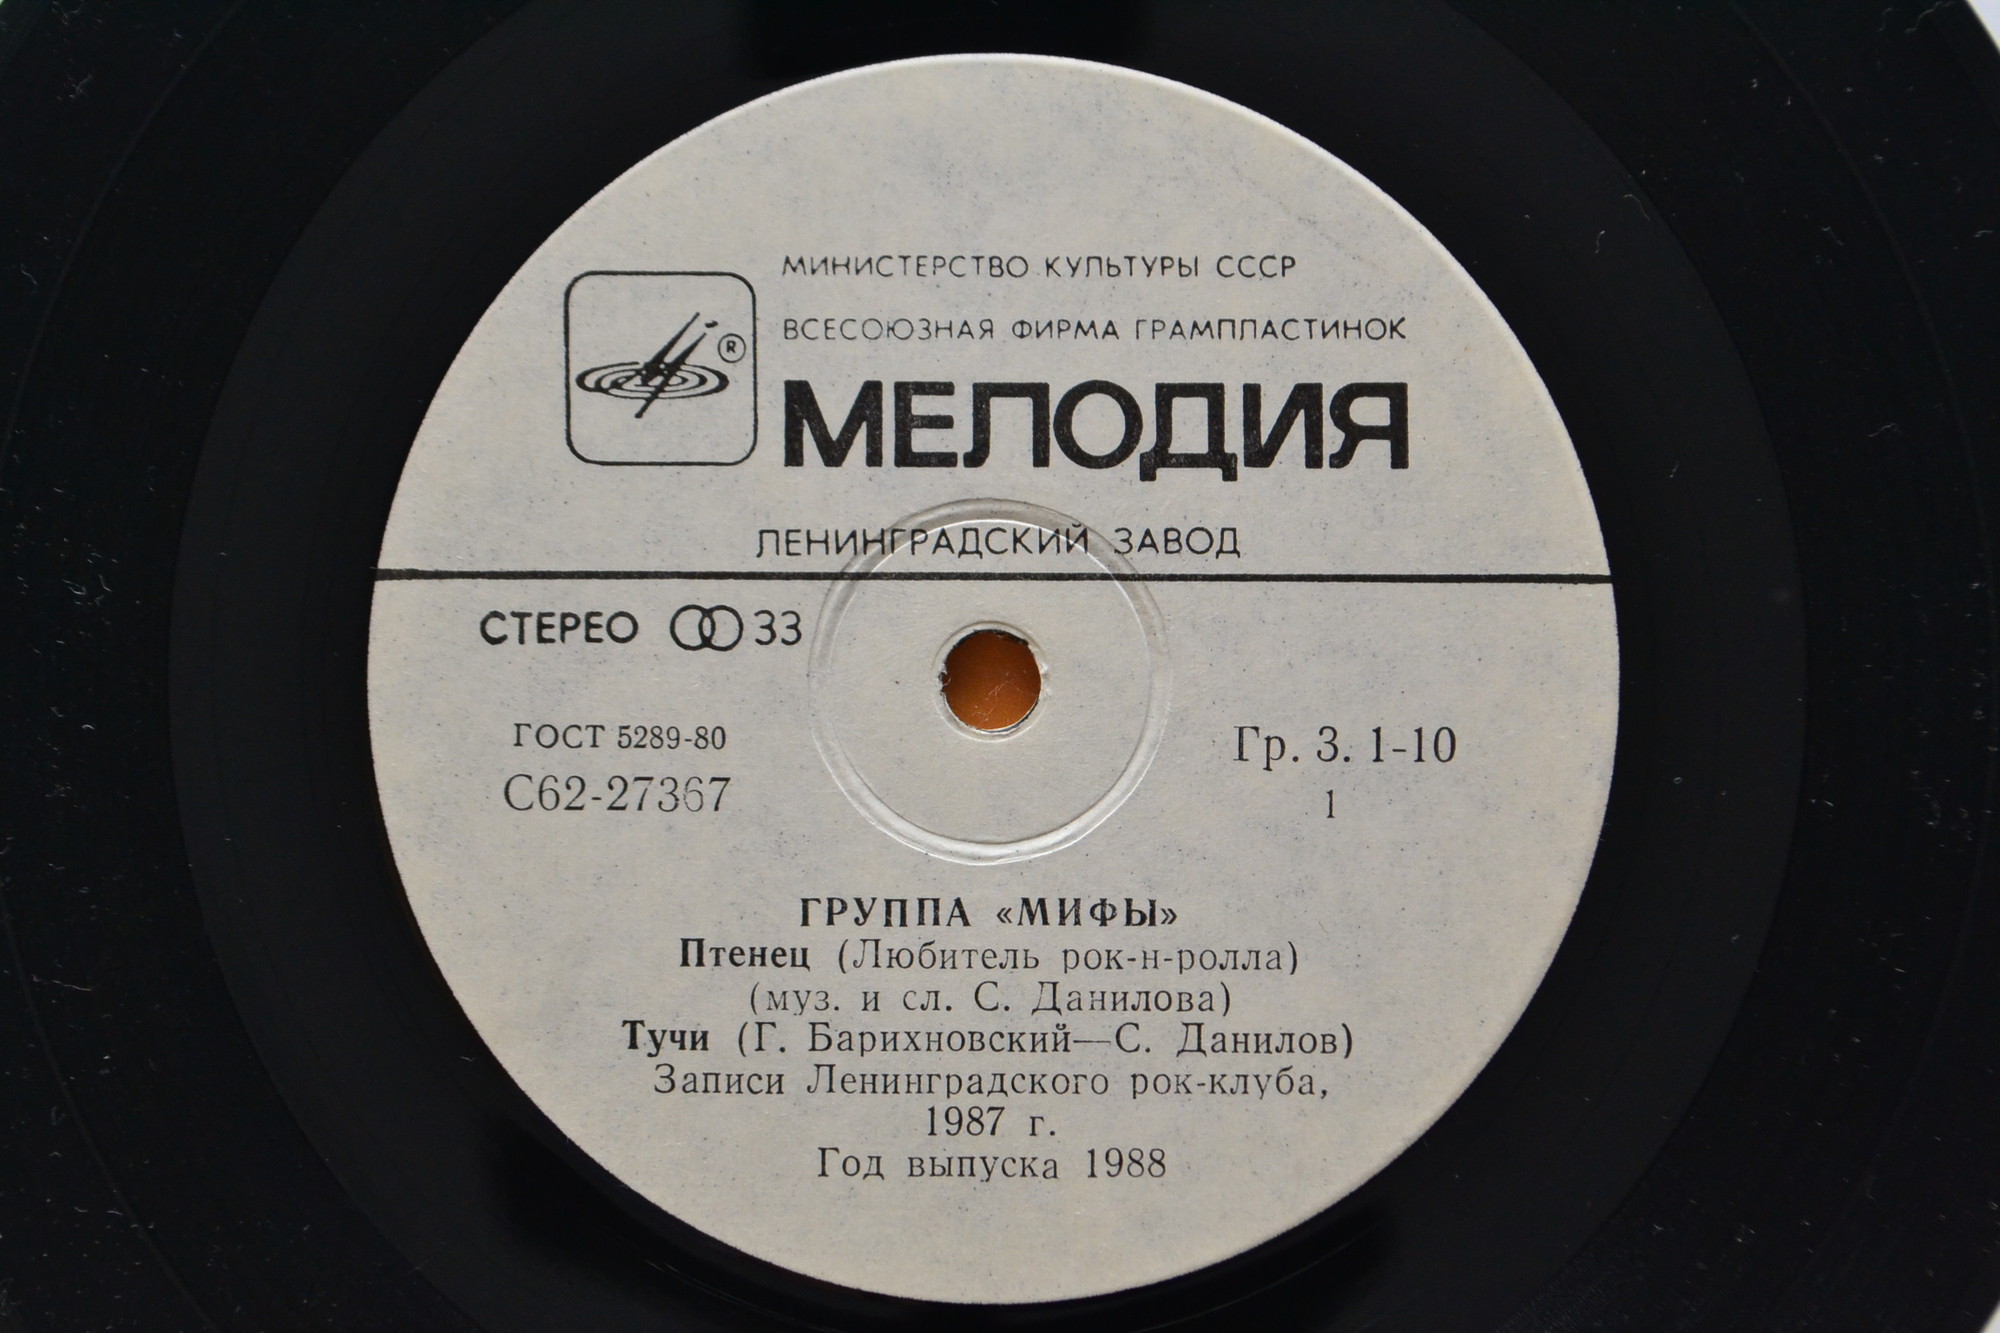 МИНИСТЕРСТВО КУЛЬТУРЫ СССР
ВСЕСОЮЗНАЯ ФИРМА ГРАМПЛАСТИНОК
®
МЕЛОДИЯ
ЛЕНИНГРАДСКИЙ ЗАВОД
СТЕРЕО 33
ГОСТ 5289-80
С62-27367
Гр. 3. 1-10
1
ГРУППА «МИФЫ»
Птенец (Любитель рок-н-ролла)
(муз. и сл. С. Данилова)
Тучи (Г. Барихновский—С. Данилов)
Записи Ленинградского рок-клуба,
1987 г.
Год выпуска 1988